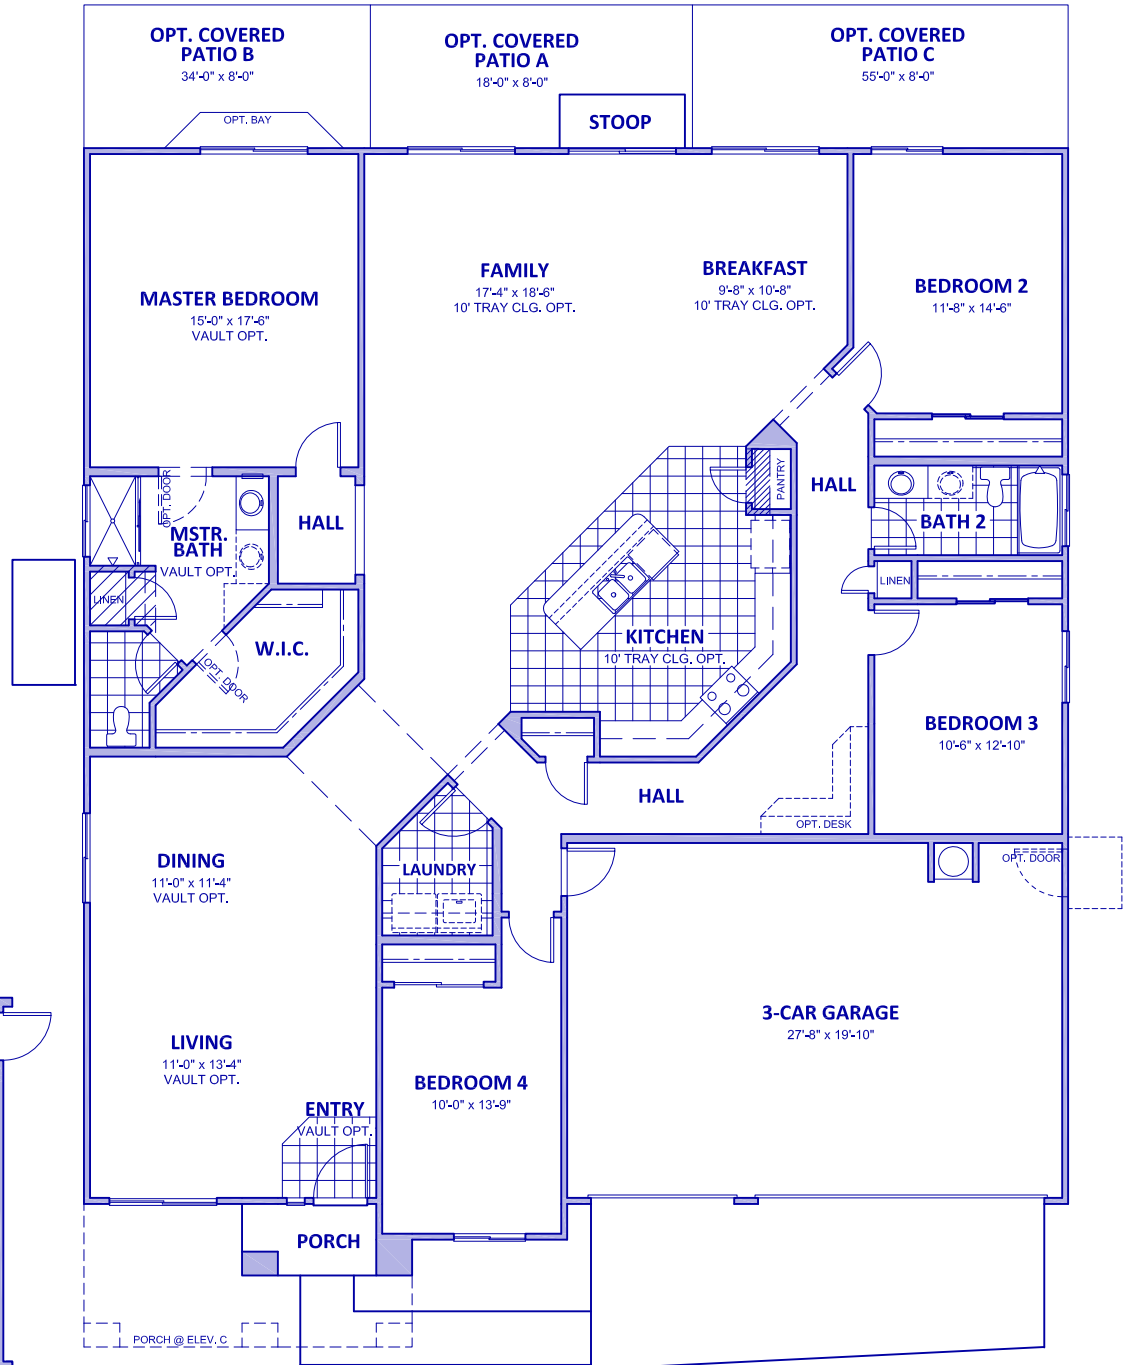 OPT. COVERED
PATIO B
34'-0" x 8'-0"
OPT. COVERED
PATIO A
18'-0" x 8'-0"
OPT. COVERED
PATIO C
55'-0" x 8'-0"
OPT. BAY
STOOP
MASTER BEDROOM
15'-0" x 17'-6"
VAULT OPT.
FAMILY
17'-4" x 18'-6"
10' TRAY CLG. OPT.
BREAKFAST
9'-8" x 10'-8"
10' TRAY CLG. OPT.
BEDROOM 2
11'-8" x 14'-6"
OPT. DOOR
MSTR.
BATH
VAULT OPT.
HALL
PANTRY
HALL
BATH 2
LINEN
LINEN
W.I.C.
OPT. DOOR
KITCHEN
10' TRAY CLG. OPT.
BEDROOM 3
10'-6" x 12'-10"
HALL
OPT. DESK
DINING
11'-0" x 11'-4"
VAULT OPT.
LAUNDRY
OPT. DOOR
3-CAR GARAGE
27'-8" x 19'-10"
LIVING
11'-0" x 13'-4"
VAULT OPT.
BEDROOM 4
10'-0" x 13'-9"
ENTRY
VAULT OPT.
PORCH
PORCH @ ELEV. C